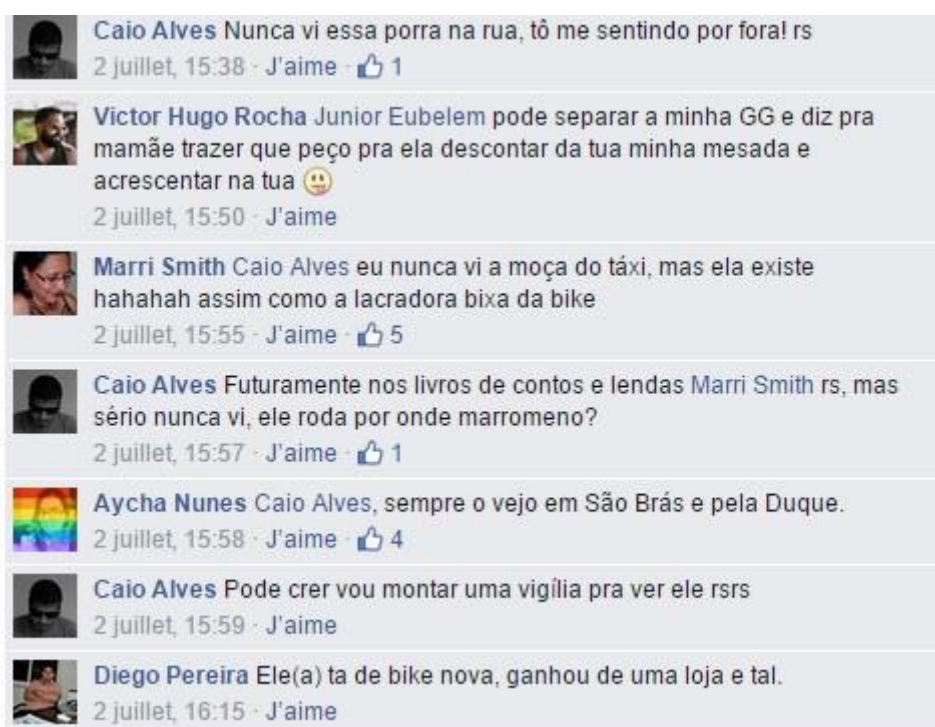 Caio Alves Nunca vi essa porra na rua, tô me sentindo por fora! rs
2 juillet, 15:38 · J'aime · 1
Victor Hugo Rocha Junior Eubelem pode separar a minha GG e diz pra
mamãe trazer que peço pra ela descontar da tua minha mesada e
acrescentar na tua
2 juillet, 15:50 · J'aime
Marri Smith Caio Alves eu nunca vi a moça do táxi, mas ela existe
hahahah assim como a lacradora bixa da bike
2 juillet, 15:55 · J'aime · 5
Caio Alves Futuramente nos livros de contos e lendas Marri Smith rs, mas
sério nunca vi, ele roda por onde marromeno?
2 juillet, 15:57 · J'aime · 1
Aycha Nunes Caio Alves, sempre o vejo em São Brás e pela Duque.
2 juillet, 15:58 · J'aime · 4
Caio Alves Pode crer vou montar uma vigília pra ver ele rsrs
2 juillet, 15:59 · J'aime
Diego Pereira Ele(a) ta de bike nova, ganhou de uma loja e tal.
2 juillet, 16:15 · J'aime